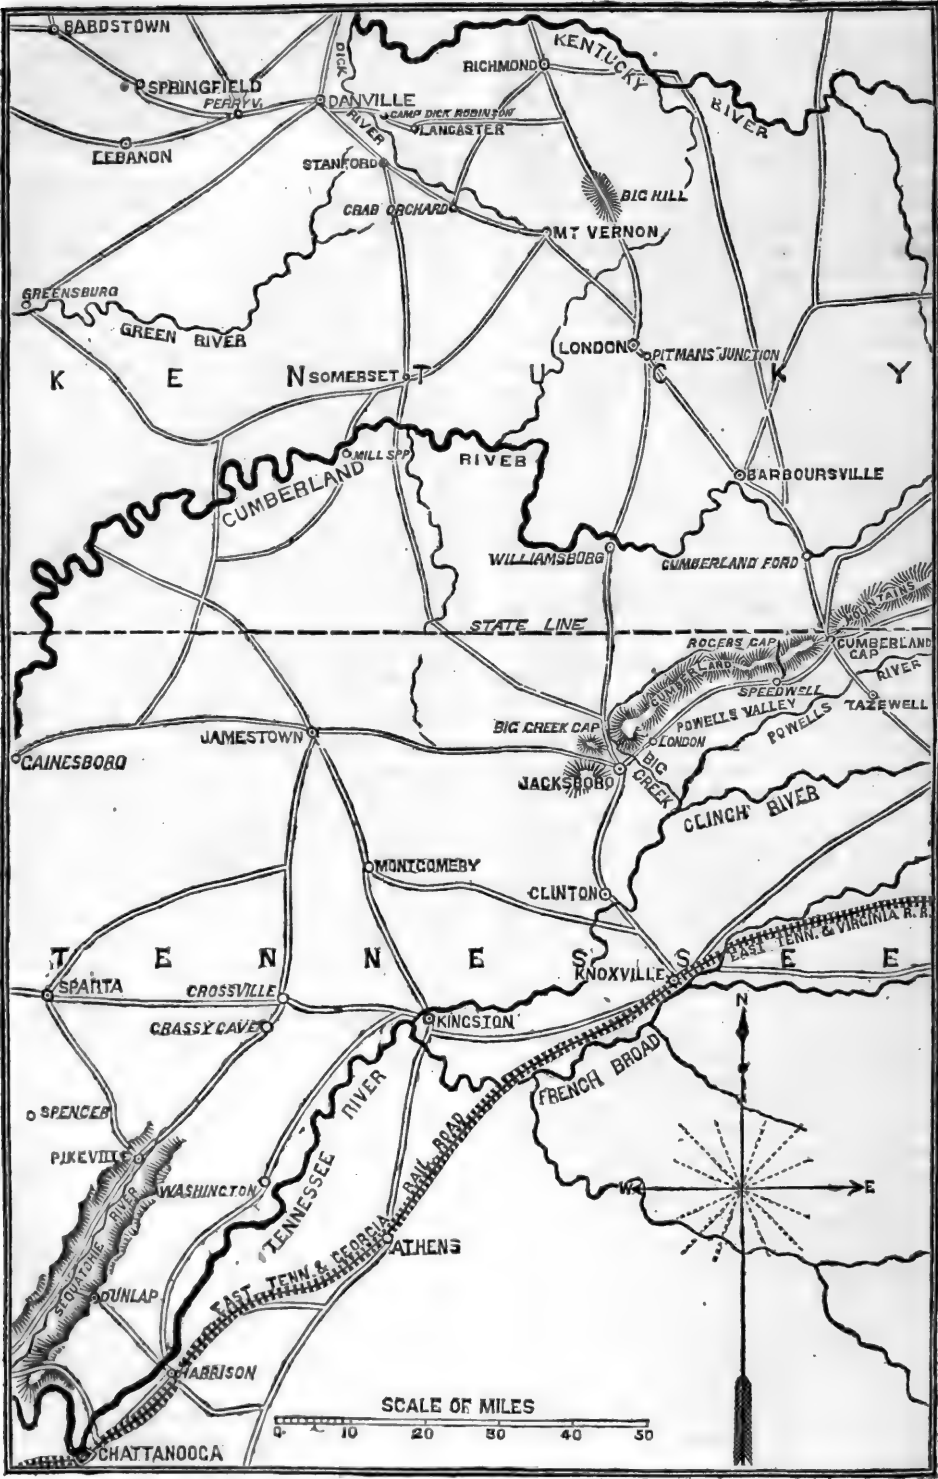 BARDSTOWN
SPRINGFIELD
PERRYV.
DANVILLE
LEBANON
DICK
RIVER
CAMP DICK ROBINSON
LANCASTER
STANFORD
CRAB ORCHARD
RICHMOND
KENTUCKY
RIVER
BIG HILL
MT VERNON
GREENSBURG
GREEN RIVER
LONDON
PITMANS JUNCTION
K E N T U C K Y
SOMERSET
MILL SPP
CUMBERLAND
RIVER
BARBOURSVILLE
WILLIAMSBORG
CUMBERLAND FORD
STATE LINE
MOUNTAINS
ROGERS GAP
CUMBERLAND
GAP
CUMBERLAND
SPEEDWELL
RIVER
POWELLS VALLEY
POWELLS
TAZEWELL
BIG CREEK GAP
LONDON
JAMESTOWN
GAINESBORO
JACKSBORO
BIG
CREEK
CLINCH RIVER
MONTGOMERY
CLINTON
EAST TENN. & VIRGINIA R.R.
T E N N E S S E E
SPARTA
CROSSVILLE
KNOXVILLE
GRASSY CAVE
KINGSTON
N
FRENCH BROAD
SPENCER
PIKEVILLE
WASHINGTON
RIVER
TENNESSEE
W
E
SEQUATCHIE RIVER
ATHENS
EAST TENN. & GEORGIA RAIL ROAD
DUNLAP
HARRISON
SCALE OF MILES
0 10 20 30 40 50
CHATTANOOGA